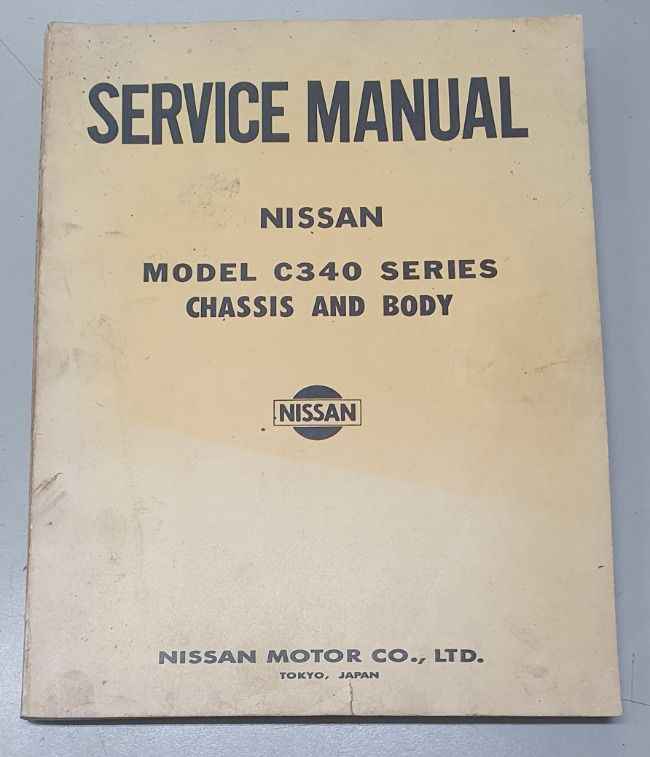 SERVICE MANUAL
NISSAN
MODEL C340 SERIES
CHASSIS AND BODY
NISSAN
NISSAN MOTOR CO., LTD.
TOKYO, JAPAN